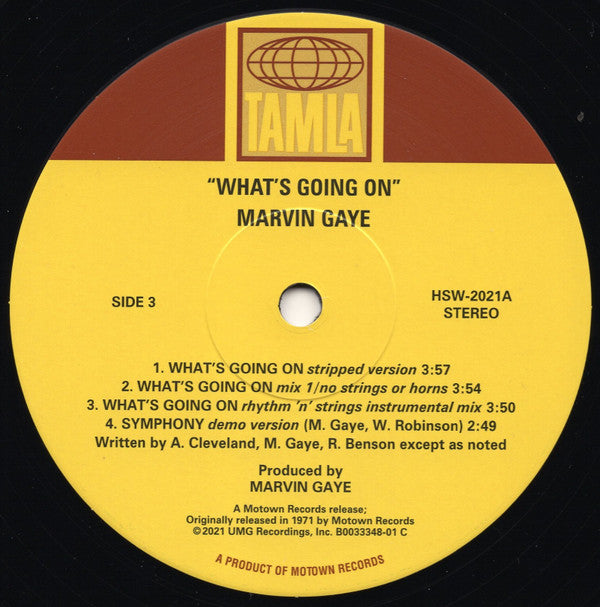 TAMLA
"WHAT'S GOING ON"
MARVIN GAYE
SIDE 3
HSW-2021A
STEREO
1. WHAT'S GOING ON stripped version 3:57
2. WHAT'S GOING ON mix 1/no strings or horns 3:54
3. WHAT'S GOING ON rhythm 'n' strings instrumental mix 3:50
4. SYMPHONY demo version (M. Gaye, W. Robinson) 2:49
Written by A. Cleveland, M. Gaye, R. Benson except as noted
Produced by
MARVIN GAYE
A Motown Records release;
Originally released in 1971 by Motown Records
©2021 UMG Recordings, Inc. B0033348-01 C
A PRODUCT OF MOTOWN RECORDS